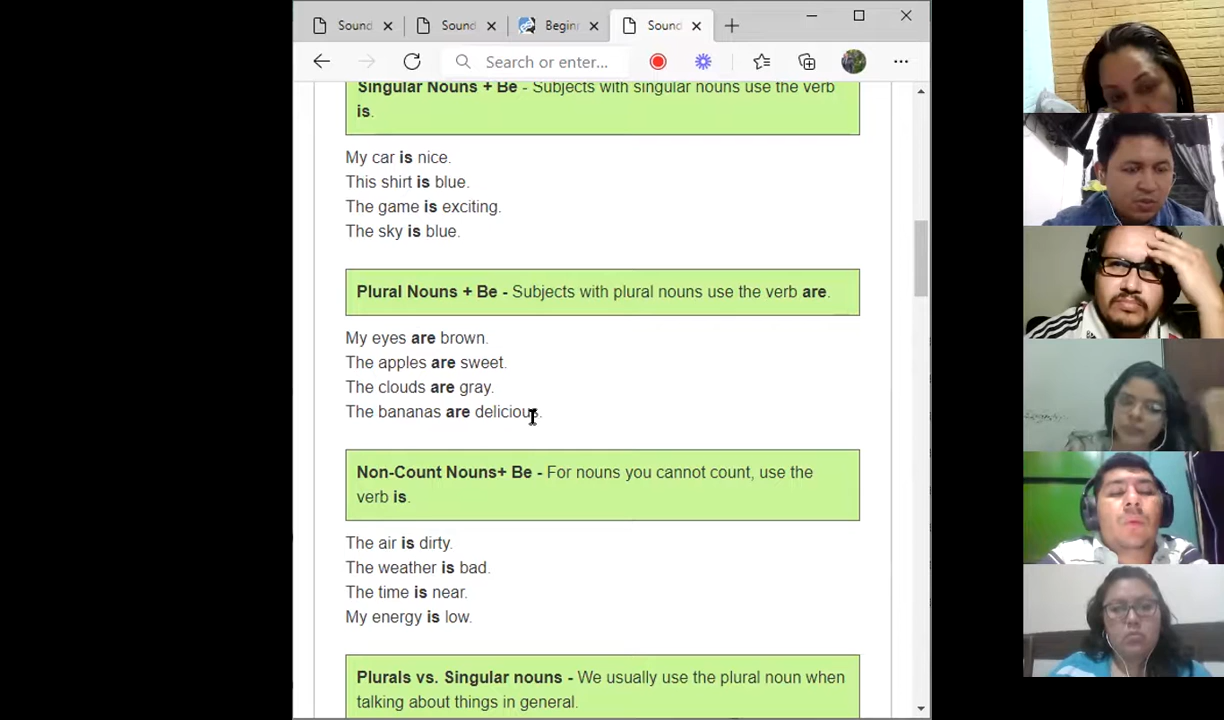 Sound
Sound
Begin
Sound
Search or enter...
Singular Nouns + Be - Subjects with singular nouns use the verb
is.
My car is nice.
This shirt is blue.
The game is exciting.
The sky is blue.
Plural Nouns + Be - Subjects with plural nouns use the verb are.
My eyes are brown.
The apples are sweet.
The clouds are gray.
The bananas are delicious.
Non-Count Nouns+ Be - For nouns you cannot count, use the
verb is.
The air is dirty.
The weather is bad.
The time is near.
My energy is low.
Plurals vs. Singular nouns - We usually use the plural noun when
talking about things in general.